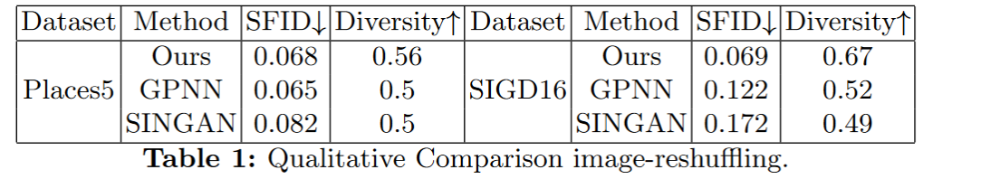 Dataset Method SFID↓ Diversity↑ Dataset Method SFID↓ Diversity↑
Ours 0.068 0.56 Ours 0.069 0.67
Places5 GPNN 0.065 0.5 SIGD16 GPNN 0.122 0.52
SINGAN 0.082 0.5 SINGAN 0.172 0.49
Table 1: Qualitative Comparison image-reshuffling.